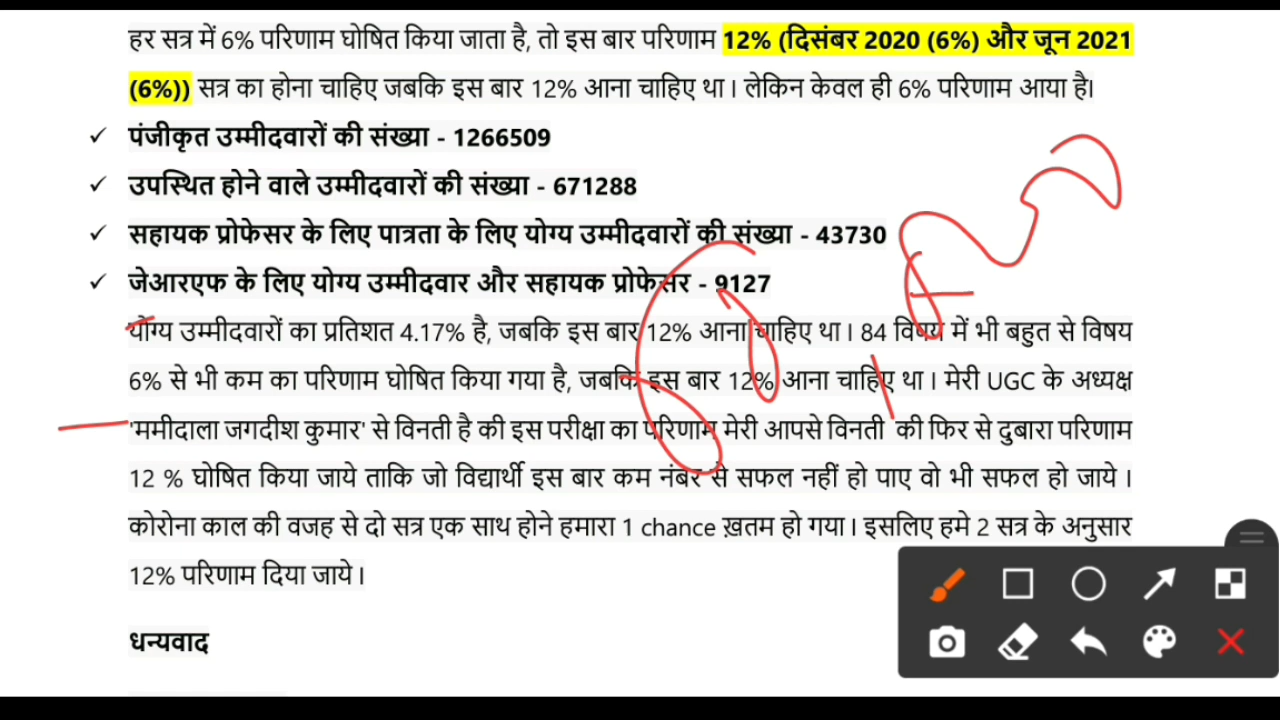 हर सत्र में 6% परिणाम घोषित किया जाता है, तो इस बार परिणाम 12% (दिसंबर 2020 (6%) और जून 2021
(6%)) सत्र का होना चाहिए जबकि इस बार 12% आना चाहिए था। लेकिन केवल ही 6% परिणाम आया है।
✓ पंजीकृत उम्मीदवारों की संख्या - 1266509
✓ उपस्थित होने वाले उम्मीदवारों की संख्या - 671288
✓ सहायक प्रोफेसर के लिए पात्रता के लिए योग्य उम्मीदवारों की संख्या - 43730
✓ जेआरएफ के लिए योग्य उम्मीदवार और सहायक प्रोफेसर - 9127
योग्य उम्मीदवारों का प्रतिशत 4.17% है, जबकि इस बार 12% आना चाहिए था। 84 विषय में भी बहुत से विषय
6% से भी कम का परिणाम घोषित किया गया है, जबकि इस बार 12% आना चाहिए था। मेरी UGC के अध्यक्ष
'ममीदाला जगदीश कुमार' से विनती है की इस परीक्षा का परिणाम मेरी आपसे विनती की फिर से दुबारा परिणाम
12 % घोषित किया जाये ताकि जो विद्यार्थी इस बार कम नंबर से सफल नहीं हो पाए वो भी सफल हो जाये ।
कोरोना काल की वजह से दो सत्र एक साथ होने हमारा 1 chance ख़तम हो गया। इसलिए हमे 2 सत्र के अनुसार
12% परिणाम दिया जाये।
धन्यवाद